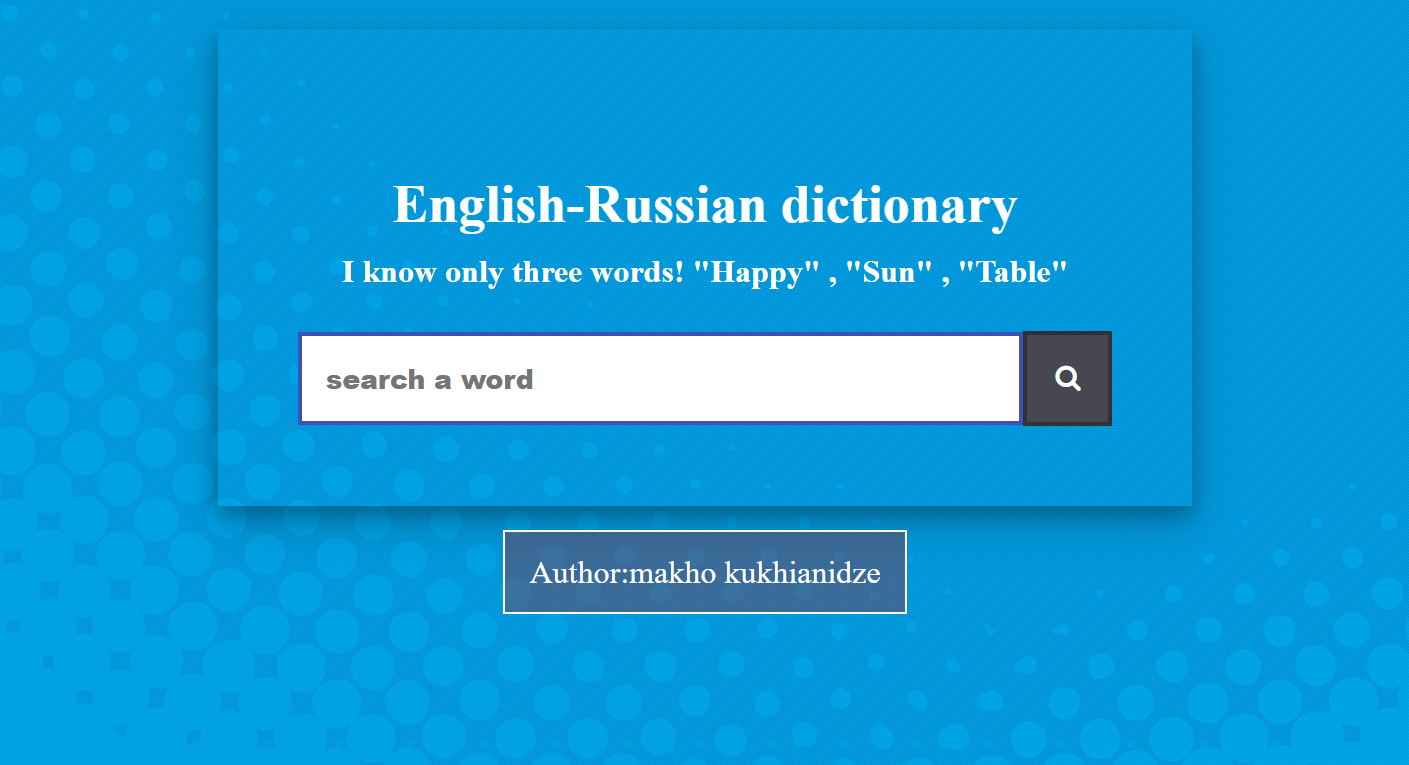 English-Russian dictionary
I know only three words! "Happy" , "Sun" , "Table"
search a word
Author:makho kukhianidze